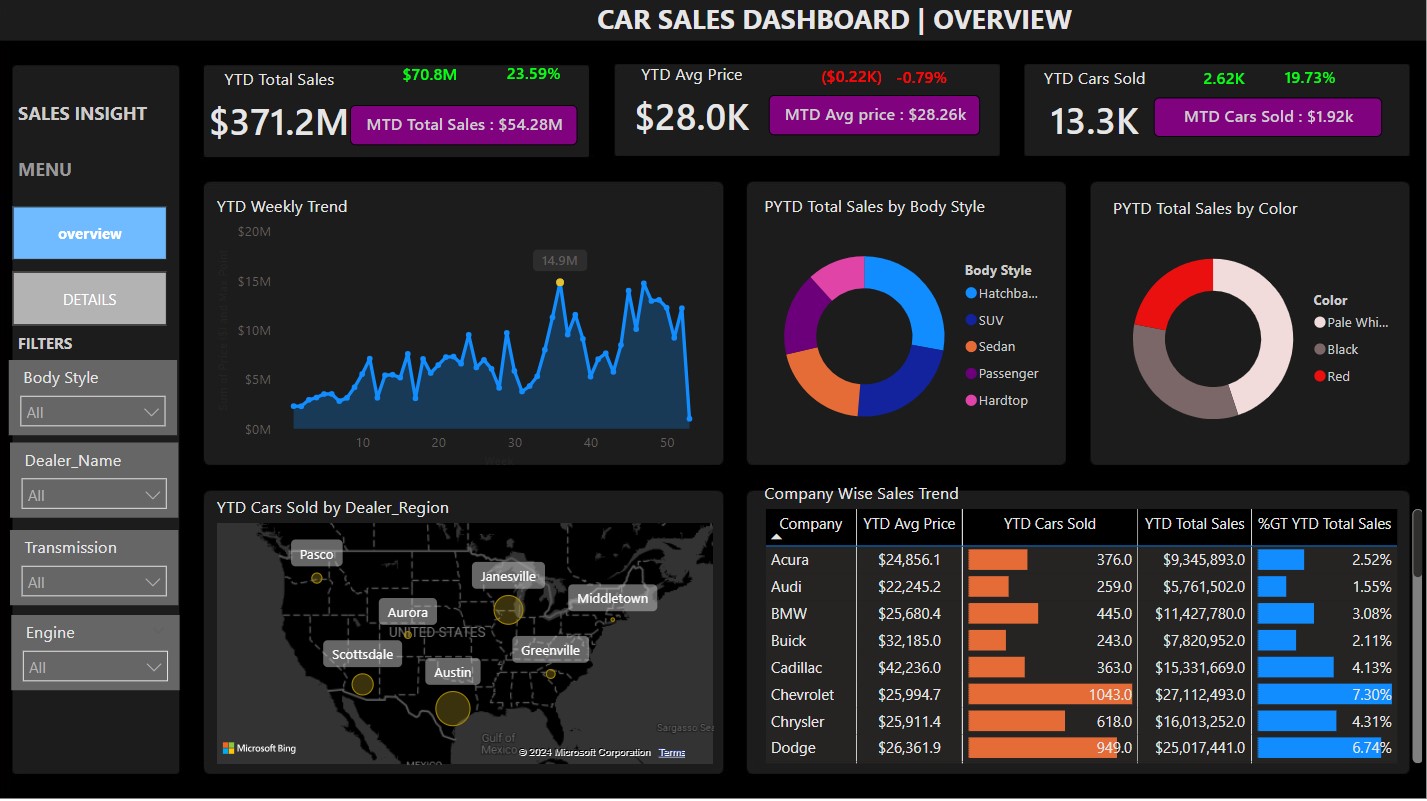 CAR SALES DASHBOARD | OVERVIEW
SALES INSIGHT
MENU
overview
DETAILS
FILTERS
Body Style
All
Dealer_Name
All
Transmission
All
Engine
All
YTD Total Sales
$70.8M 23.59%
$371.2M
MTD Total Sales : $54.28M
YTD Avg Price
($0.22K) -0.79%
$28.0K
MTD Avg price : $28.26k
YTD Cars Sold
2.62K 19.73%
13.3K
MTD Cars Sold : $1.92k
YTD Weekly Trend
$20M
$15M
$10M
$5M
$0M
14.9M
10 20 30 40 50
Week
PYTD Total Sales by Body Style
Body Style
Hatchba...
SUV
Sedan
Passenger
Hardtop
PYTD Total Sales by Color
Color
Pale Whi...
Black
Red
YTD Cars Sold by Dealer_Region
Pasco
Janesville
Middletown
Aurora
UNITED STATES
Scottsdale
Greenville
Austin
Sargasso Sea
Gulf of
Mexico
MEXICO
Microsoft Bing
© 2024 Microsoft Corporation Terms
Company Wise Sales Trend
Company YTD Avg Price YTD Cars Sold YTD Total Sales %GT YTD Total Sales
Acura $24,856.1 376.0 $9,345,893.0 2.52%
Audi $22,245.2 259.0 $5,761,502.0 1.55%
BMW $25,680.4 445.0 $11,427,780.0 3.08%
Buick $32,185.0 243.0 $7,820,952.0 2.11%
Cadillac $42,236.0 363.0 $15,331,669.0 4.13%
Chevrolet $25,994.7 1043.0 $27,112,493.0 7.30%
Chrysler $25,911.4 618.0 $16,013,252.0 4.31%
Dodge $26,361.9 949.0 $25,017,441.0 6.74%